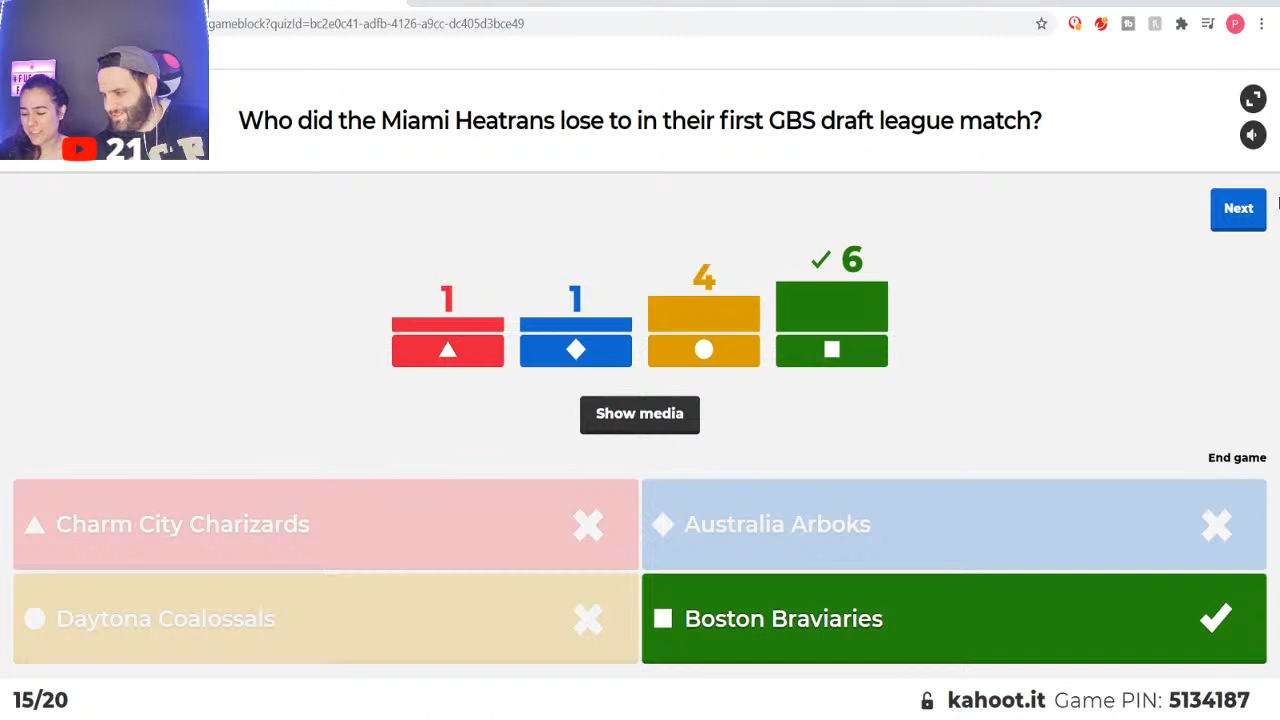 gameblock?quizId=bc2e0c41-adfb-4126-a9cc-dc405d3bce49
Who did the Miami Heatrans lose to in their first GBS draft league match?
21
Next
1
1
4
6
Show media
End game
Charm City Charizards
Australia Arboks
Daytona Coalossals
Boston Braviaries
15/20
kahoot.it Game PIN: 5134187